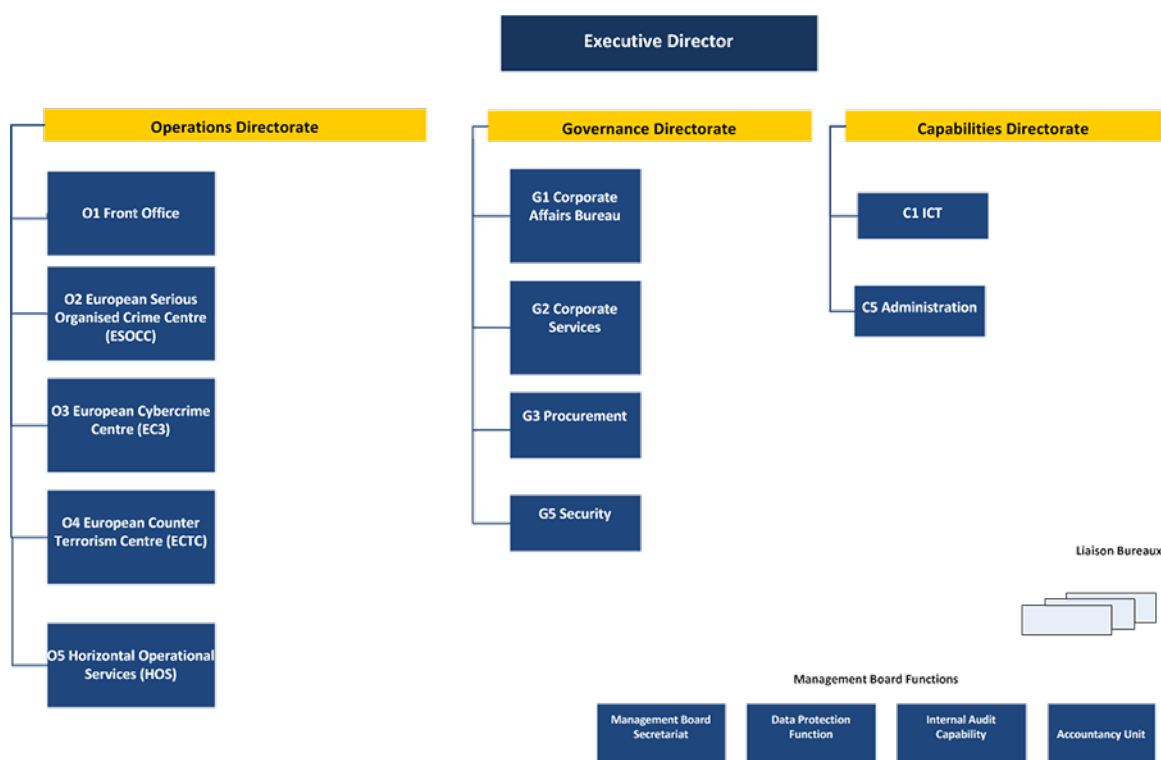 Executive Director
Operations Directorate
O1 Front Office
O2 European Serious
Organised Crime Centre
(ESOCC)
O3 European Cybercrime
Centre (EC3)
O4 European Counter
Terrorism Centre (ECTC)
O5 Horizontal Operational
Services (HOS)
Governance Directorate
G1 Corporate
Affairs Bureau
G2 Corporate
Services
G3 Procurement
G5 Security
Capabilities Directorate
C1 ICT
C5 Administration
Liaison Bureaux
Management Board Functions
Management Board
Secretariat
Data Protection
Function
Internal Audit
Capability
Accountancy Unit